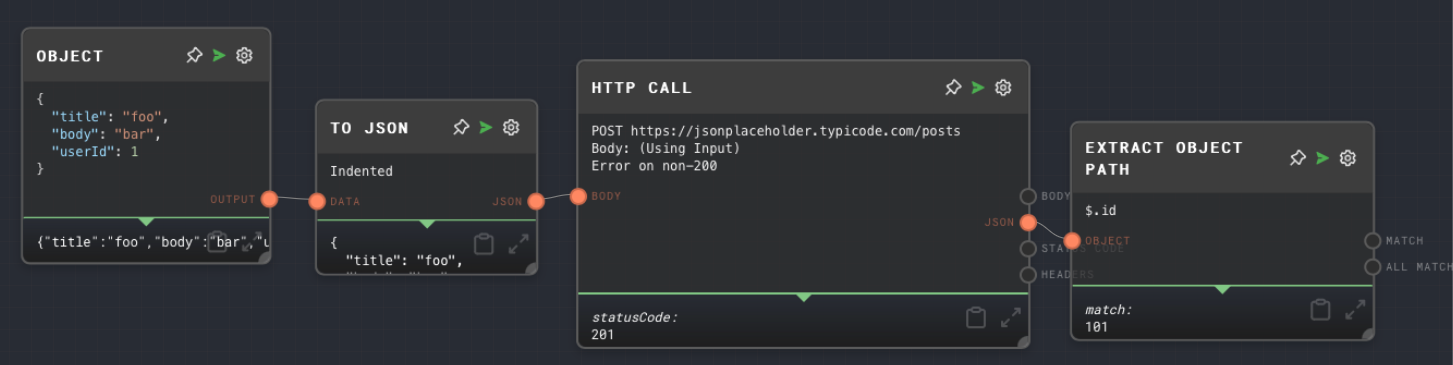 OBJECT
{
"title": "foo",
"body": "bar",
"userId": 1
}
OUTPUT
{"title":"foo","body":"bar","u
TO JSON
Indented
DATA
JSON
{
"title": "foo",
HTTP CALL
POST https://jsonplaceholder.typicode.com/posts
Body: (Using Input)
Error on non-200
BODY
BODY
JSON
STATUS CODE
HEADERS
statusCode:
201
EXTRACT OBJECT
PATH
$.id
OBJECT
MATCH
ALL MATCH
match:
101